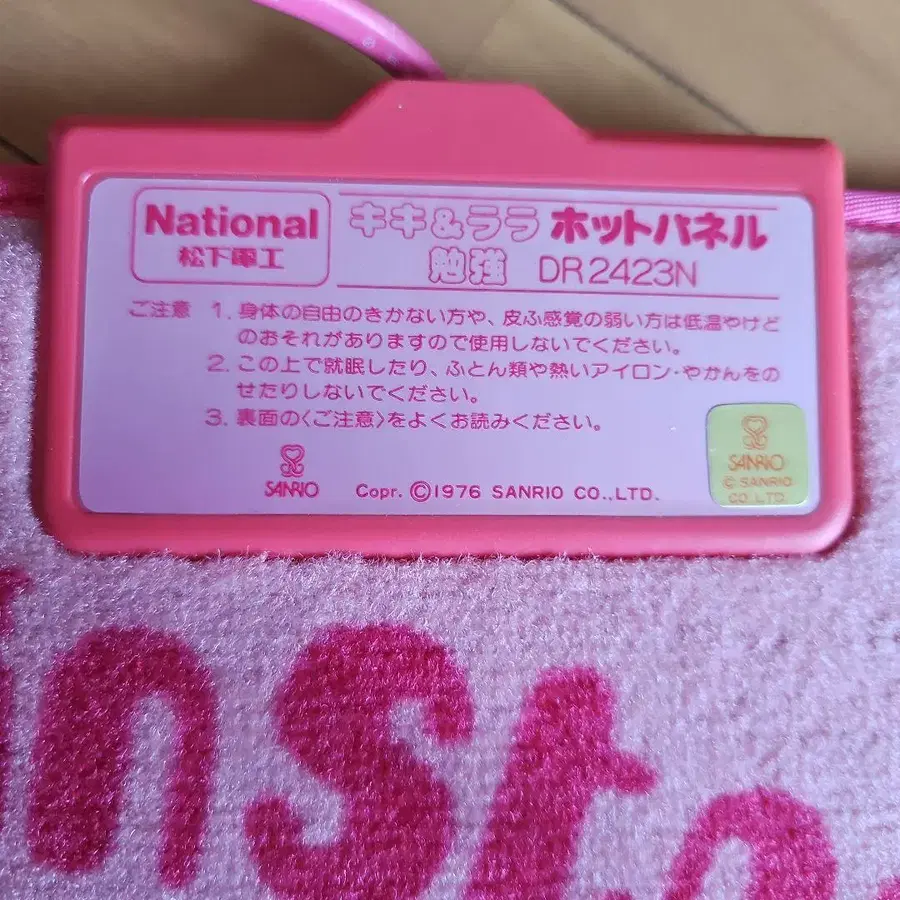 National
松下電工
キキ&ララ ホットパネル
勉強 DR2423N
ご注意 1. 身体の自由のきかない方や、皮ふ感覚の弱い方は低温やけど
のおそれがありますので使用しないでください。
2. この上で就眠したり、ふとん類や熱いアイロン・やかんをの
せたりしないでください。
3. 裏面の〈ご注意〉をよくお読みください。
SANRIO
Copr. ©1976 SANRIO CO.,LTD.
SANRIO
© SANRIO
CO.,LTD.
in St